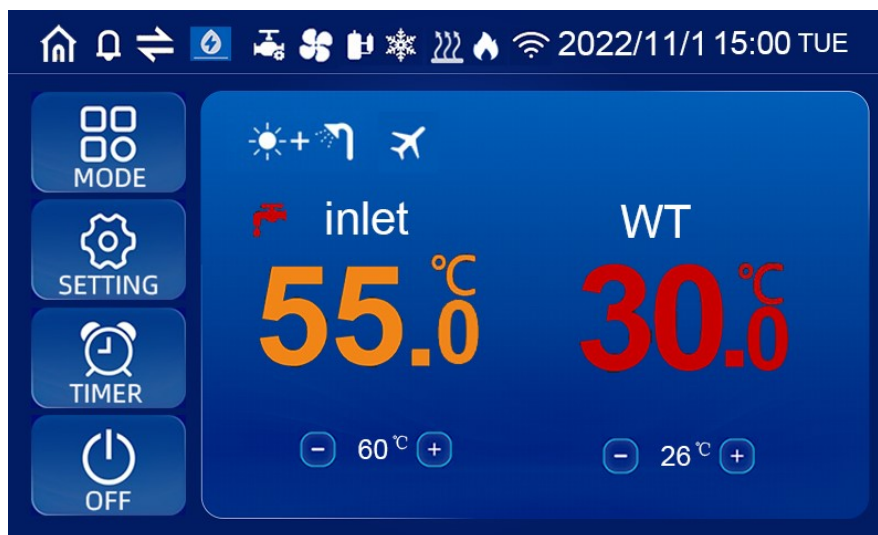 2022/11/1 15:00 TUE
MODE
SETTING
TIMER
OFF
+
inlet WT
55.0℃ 30.0℃
- 60℃ + - 26℃ +